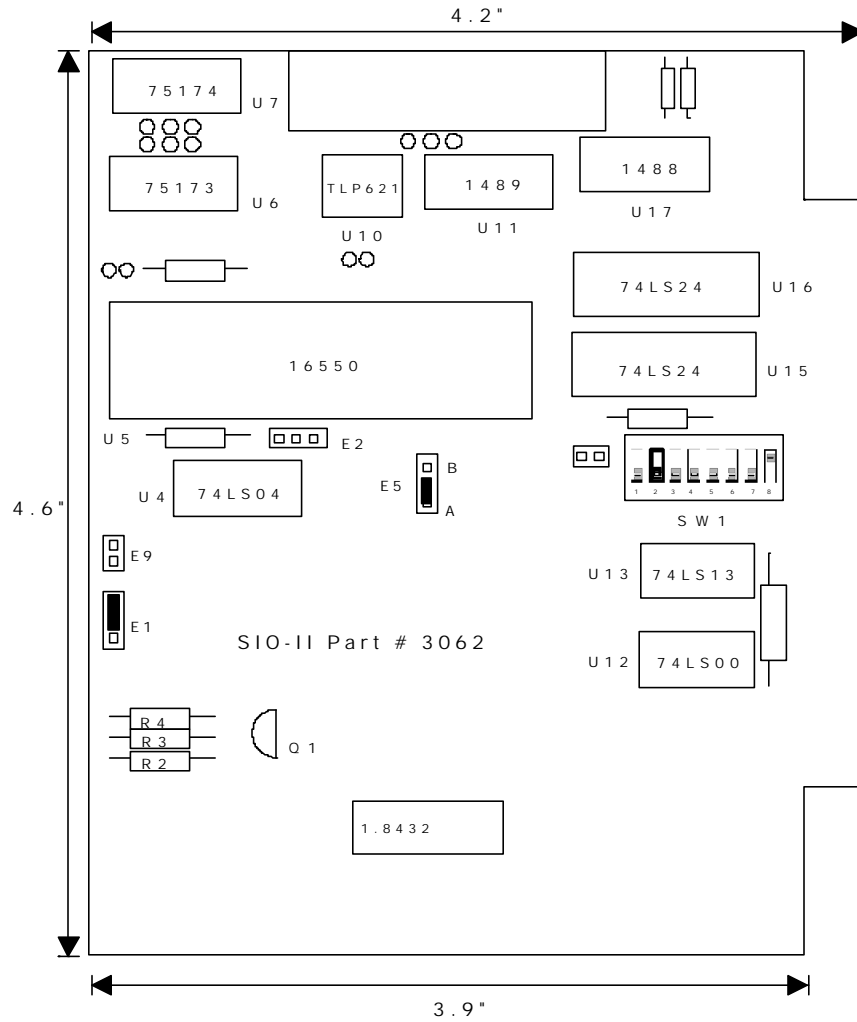 4.2"
75174
U7
75173
U6
TLP621
U10
1489
U11
1488
U17
74LS24
U16
16550
74LS24
U15
U5
E2
B
E5
A
U4
74LS04
1 2 3 4 5 6 7 8
SW1
4.6"
E9
U13
74LS13
E1
SIO-II Part # 3062
U12
74LS00
R4
R3
R2
Q1
1.8432
3.9"